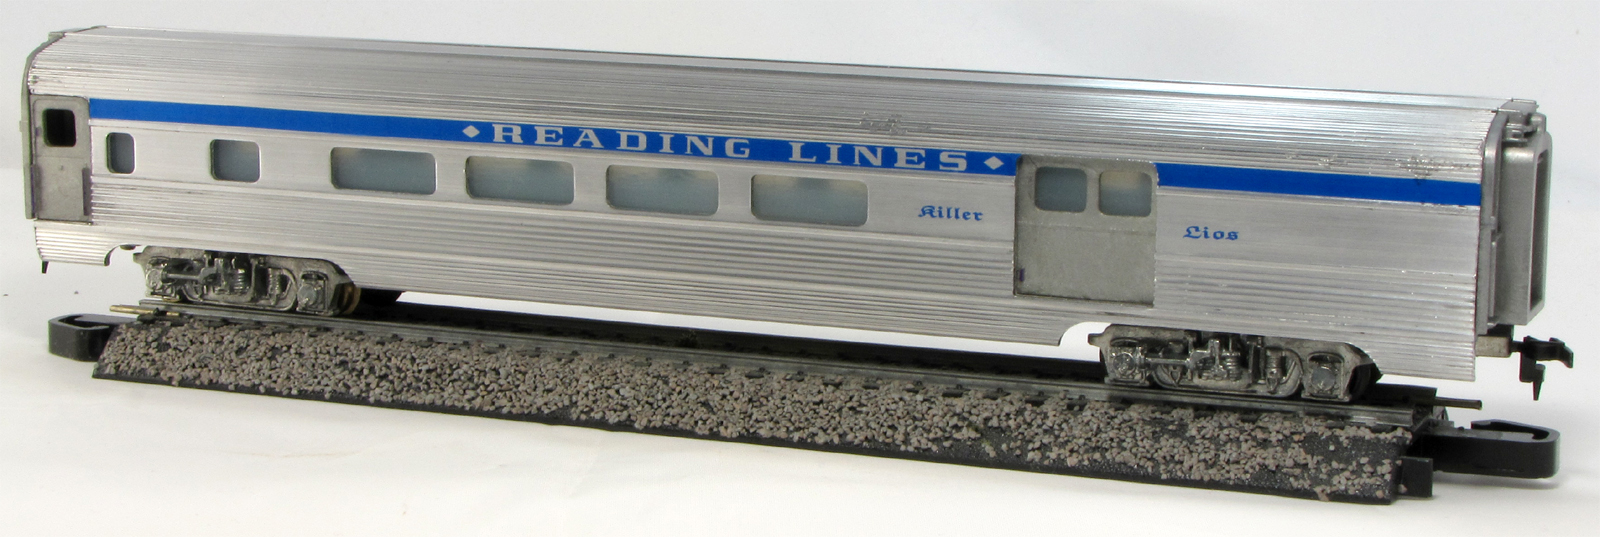 READING LINES
Killer
Lios